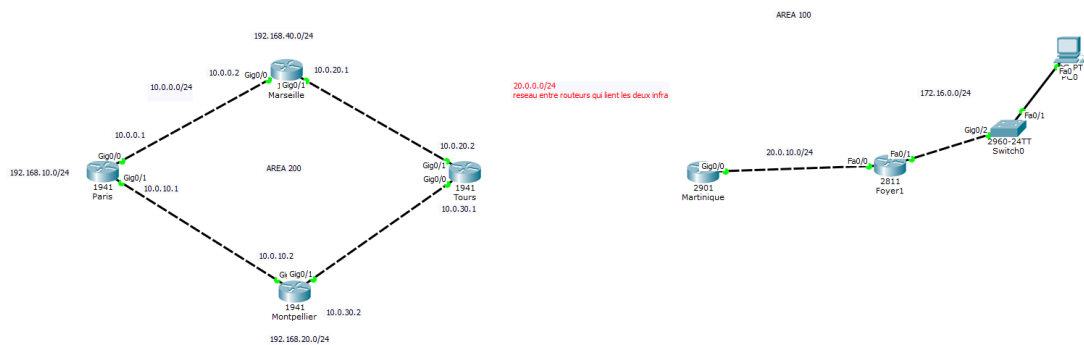 AREA 100
192.168.40.0/24
10.0.0.2
Gig0/0
10.0.20.1
Gig0/1
Marseille
10.0.0.0/24
20.0.0.0/24
reseau entre routeurs qui lient les deux infra
Fa0
PC0
172.16.0.0/24
Fa0/1
Gig0/2
2960-24TT
Switch0
10.0.0.1
Gig0/0
10.0.20.2
Gig0/1
Gig0/0
192.168.10.0/24
Gig0/1
1941
Paris
10.0.10.1
AREA 200
1941
Tours
10.0.30.1
20.0.10.0/24
Gig0/0
2901
Martinique
Fa0/0
Fa0/1
2811
Foyer1
10.0.10.2
Gig0/1
1941
Montpellier
10.0.30.2
192.168.20.0/24